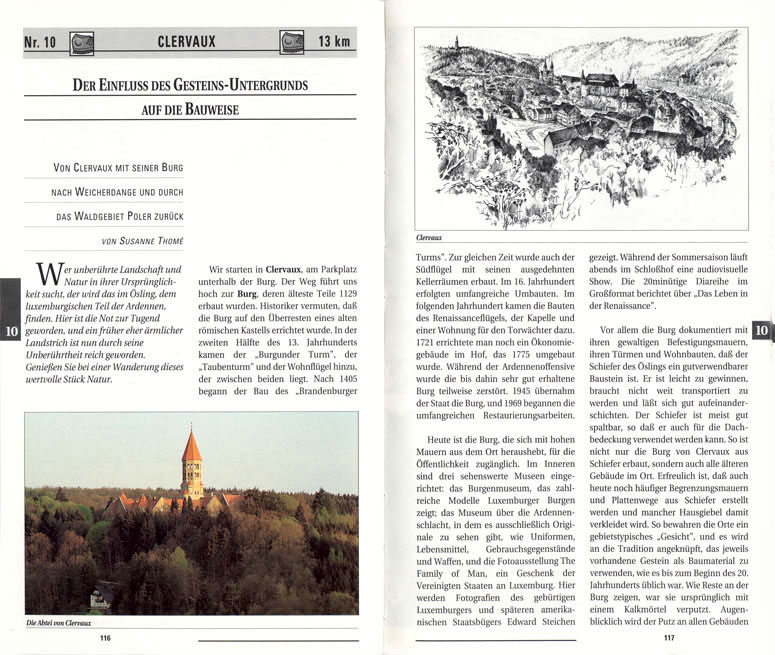 Nr. 10
CLERVAUX
13 km
DER EINFLUSS DES GESTEINS-UNTERGRUNDS
AUF DIE BAUWEISE
VON CLERVAUX MIT SEINER BURG
NACH WEICHERDANGE UND DURCH
DAS WALDGEBIET POLER ZURÜCK
VON SUSANNE THOMÉ
Wer unberührte Landschaft und
Natur in ihrer Ursprünglich-
keit sucht, der wird das im Ösling, dem
luxemburgischen Teil der Ardennen,
finden. Hier ist die Not zur Tugend
geworden, und ein früher eher ärmlicher
Landstrich ist nun durch seine
Unberührtheit reich geworden.
Genießen Sie bei einer Wanderung dieses
wertvolle Stück Natur.
10
Wir starten in Clervaux, am Parkplatz
unterhalb der Burg. Der Weg führt uns
hoch zur Burg, deren älteste Teile 1129
erbaut wurden. Historiker vermuten, daß
die Burg auf den Überresten eines alten
römischen Kastells errichtet wurde. In der
zweiten Hälfte des 13. Jahrhunderts
kamen der „Burgunder Turm", der
„Taubenturm" und der Wohnflügel hinzu,
der zwischen beiden liegt. Nach 1405
begann der Bau des „Brandenburger
Die Abtei von Clervaux
116
Clervaux
Turms". Zur gleichen Zeit wurde auch der
Südflügel mit seinen ausgedehnten
Kellerräumen erbaut. Im 16. Jahrhundert
erfolgten umfangreiche Umbauten. Im
folgenden Jahrhundert kamen die Bauten
des Renaissanceflügels, der Kapelle und
einer Wohnung für den Torwächter dazu.
1721 errichtete man noch ein Ökonomie-
gebäude im Hof, das 1775 umgebaut
wurde. Während der Ardennenoffensive
wurde die bis dahin sehr gut erhaltene
Burg teilweise zerstört. 1945 übernahm
der Staat die Burg, und 1969 begannen die
umfangreichen Restaurierungsarbeiten.
Heute ist die Burg, die sich mit hohen
Mauern aus dem Ort heraushebt, für die
Öffentlichkeit zugänglich. Im Inneren
sind drei sehenswerte Museen einge-
richtet: das Burgenmuseum, das zahl-
reiche Modelle Luxemburger Burgen
zeigt; das Museum über die Ardennen-
schlacht, in dem es ausschließlich Origi-
nale zu sehen gibt, wie Uniformen,
Lebensmittel, Gebrauchsgegenstände
und Waffen, und die Fotoausstellung The
Family of Man, ein Geschenk der
Vereinigten Staaten an Luxemburg. Hier
werden Fotografien des gebürtigen
Luxemburgers und späteren amerika-
nischen Staatsbügers Edward Steichen
gezeigt. Während der Sommersaison läuft
abends im Schloßhof eine audiovisuelle
Show. Die 20minütige Diareihe im
Großformat berichtet über „Das Leben in
der Renaissance".
Vor allem die Burg dokumentiert mit
ihren gewaltigen Befestigungsmauern,
ihren Türmen und Wohnbauten, daß der
Schiefer des Öslings ein gutverwendbarer
Baustein ist. Er ist leicht zu gewinnen,
braucht nicht weit transportiert zu
werden und läßt sich gut aufeinander-
schichten. Der Schiefer ist meist gut
spaltbar, so daß er auch für die Dach-
bedeckung verwendet werden kann. So ist
nicht nur die Burg von Clervaux aus
Schiefer erbaut, sondern auch alle älteren
Gebäude im Ort. Erfreulich ist, daß auch
heute noch häufiger Begrenzungsmauern
und Plattenwege aus Schiefer erstellt
werden und mancher Hausgiebel damit
verkleidet wird. So bewahren die Orte ein
gebietstypisches „Gesicht", und es wird
an die Tradition angeknüpft, das jeweils
vorhandene Gestein als Baumaterial zu
verwenden, wie es bis zum Beginn des 20.
Jahrhunderts üblich war. Wie Reste an der
Burg zeigen, war sie ursprünglich mit
einem Kalkmörtel verputzt. Augen-
blicklich wird der Putz an allen Gebäuden
10
117